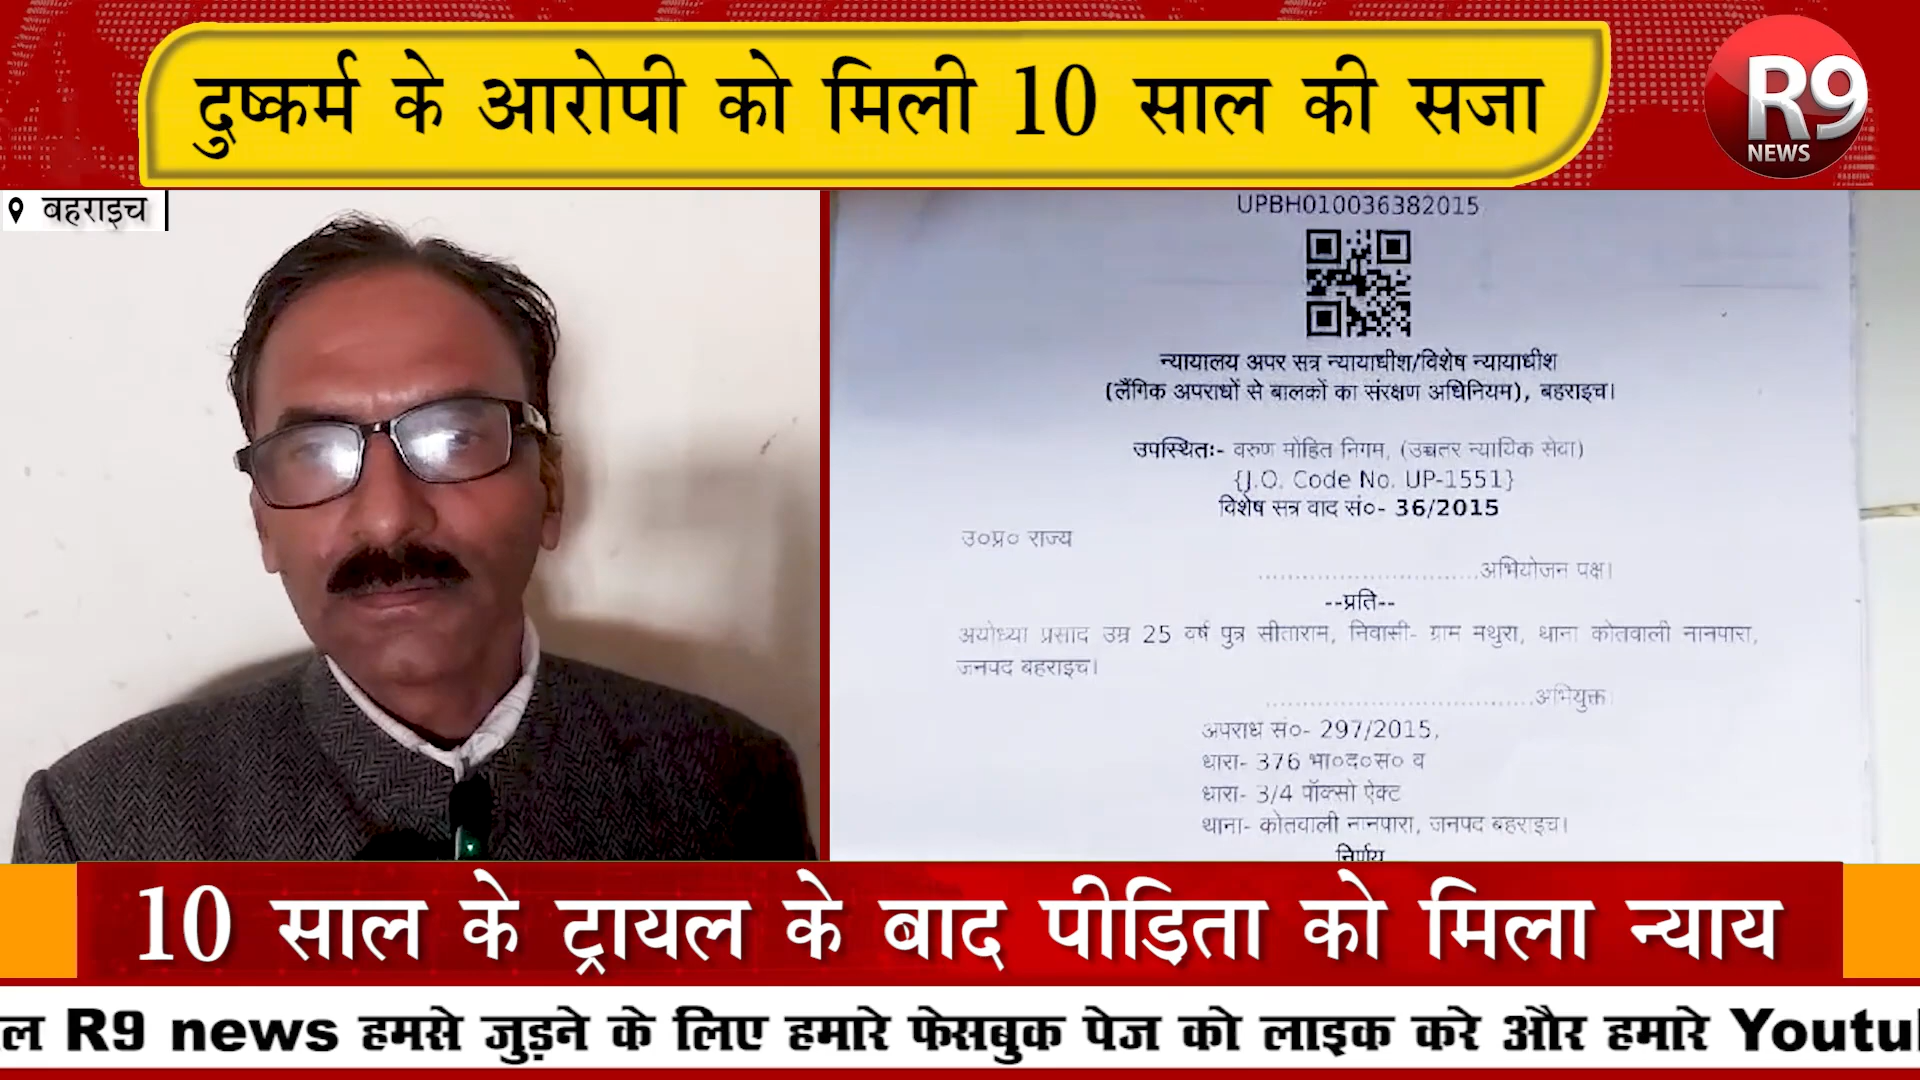 दुष्कर्म के आरोपी को मिली 10 साल की सजा
R9
NEWS
बहराइच
UPBH010036382015
न्यायालय अपर सत्र न्यायाधीश/विशेष न्यायाधीश
(लैंगिक अपराधों से बालकों का संरक्षण अधिनियम), बहराइच।
उपस्थितः- वरुण मोहित निगम, (उच्चतर न्यायिक सेवा)
{J.O. Code No. UP-1551}
विशेष सत्र वाद सं०- 36/2015
उ०प्र० राज्य
................................अभियोजन पक्ष।
--प्रति--
अयोध्या प्रसाद उम्र 25 वर्ष पुत्र सीताराम, निवासी- ग्राम मथुरा, थाना कोतवाली नानपारा,
जनपद बहराइच।
......................................अभियुक्त
अपराध सं०- 297/2015,
धारा- 376 भा०द०स० व
धारा- 3/4 पॉक्सो ऐक्ट
थाना- कोतवाली नानपारा, जनपद बहराइच।
निर्णय
10 साल के ट्रायल के बाद पीडिता को मिला न्याय
ल R9 news हमसे जुड़ने के लिए हमारे फेसबुक पेज को लाइक करे और हमारे Youtu